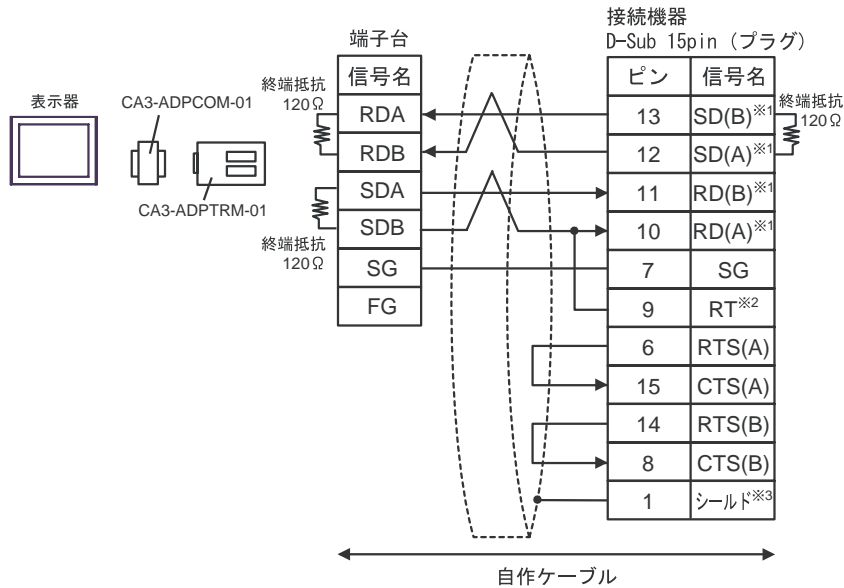 接続機器
D-Sub 15pin (プラグ)
端子台
信号名
RDA
RDB
SDA
SDB
SG
FG
終端抵抗
120Ω
終端抵抗
120Ω
表示器
CA3-ADPCOM-01
CA3-ADPTRM-01
ピン 信号名
13 SD(B)※1
12 SD(A)※1
11 RD(B)※1
10 RD(A)※1
7 SG
9 RT※2
6 RTS(A)
15 CTS(A)
14 RTS(B)
8 CTS(B)
1 シールド※3
終端抵抗
120Ω
自作ケーブル